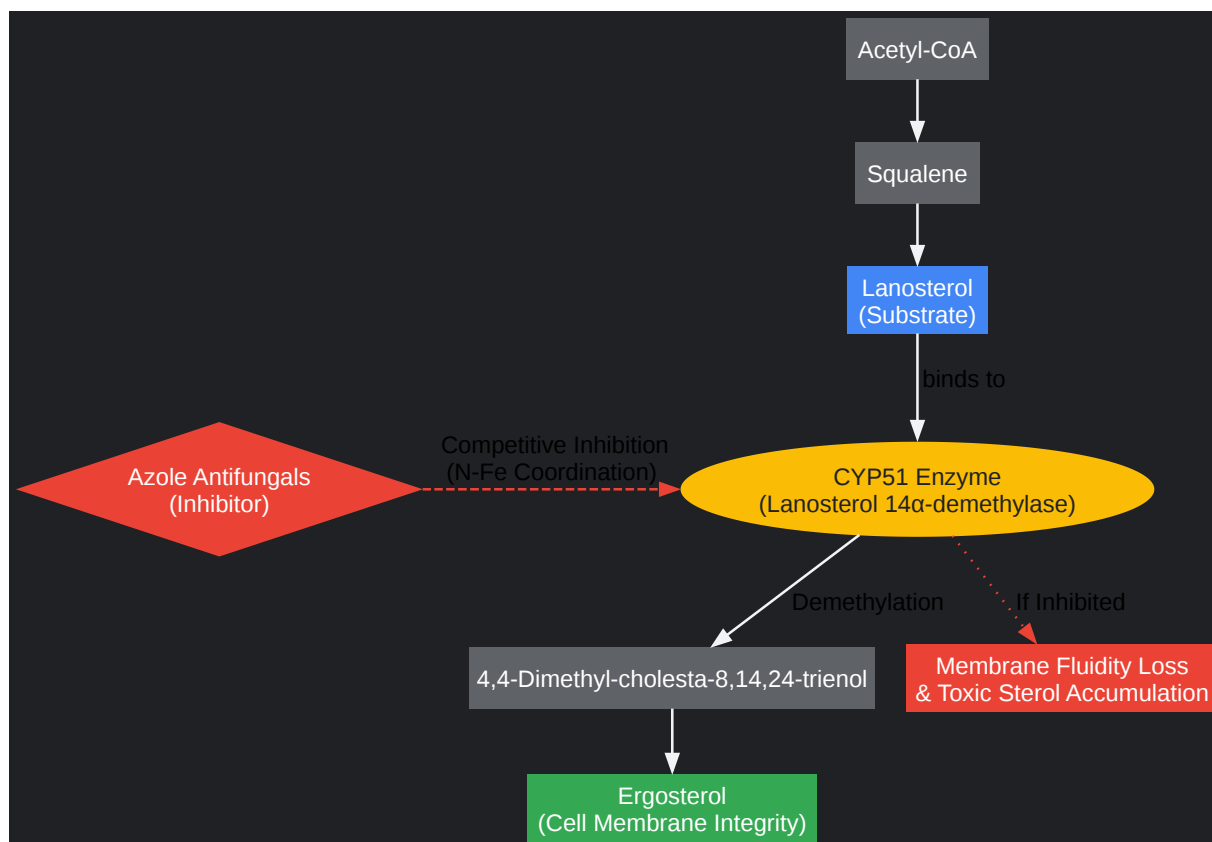 Acetyl-CoA
Squalene
Lanosterol
(Substrate)
binds to
Competitive Inhibition
(N-Fe Coordination)
Azole Antifungals
(Inhibitor)
CYP51 Enzyme
(Lanosterol 14α-demethylase)
Demethylation
If Inhibited
4,4-Dimethyl-cholesta-8,14,24-trienol
Membrane Fluidity Loss
& Toxic Sterol Accumulation
Ergosterol
(Cell Membrane Integrity)